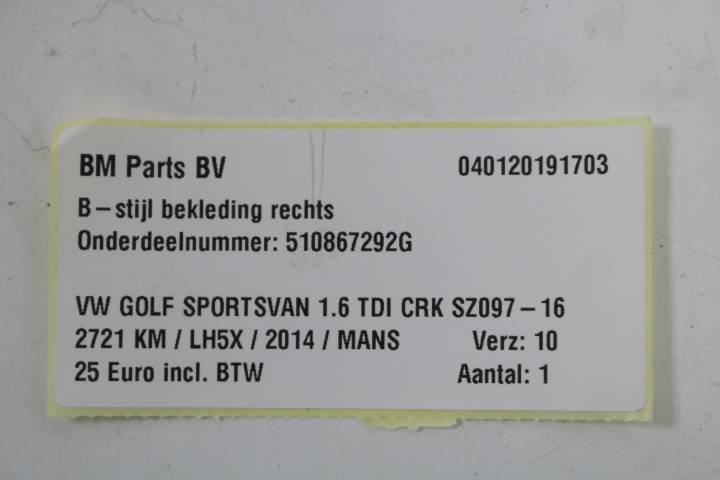 BM Parts BV 040120191703
B-stijl bekleding rechts
Onderdeelnummer: 510867292G
VW GOLF SPORTSVAN 1.6 TDI CRK SZ097-16
2721 KM / LH5X / 2014 / MANS Verz: 10
25 Euro incl. BTW Aantal: 1